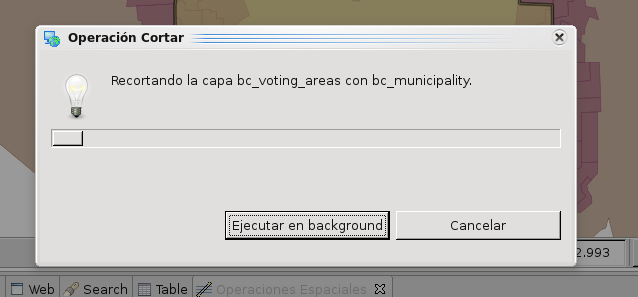 Operación Cortar
Recortando la capa bc_voting_areas con bc_municipality.
Ejecutar en background
Cancelar
2.993
Web
Search
Table
Operaciones Espaciales